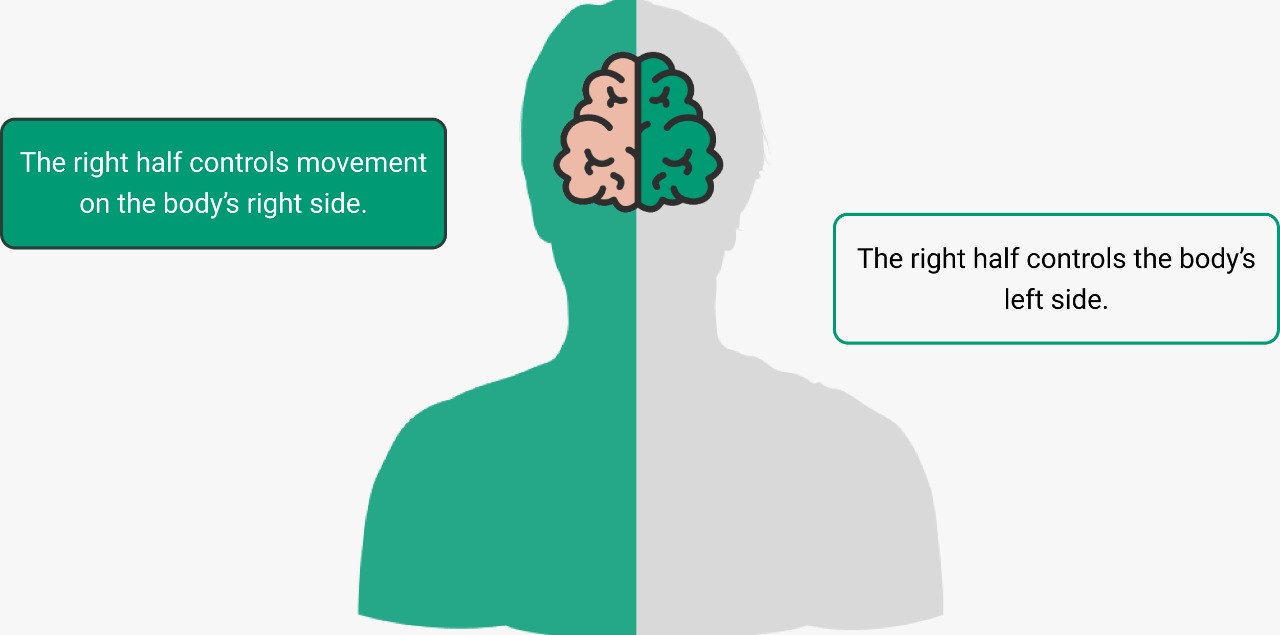 The right half controls movement
on the body’s right side.
The right half controls the body’s
left side.